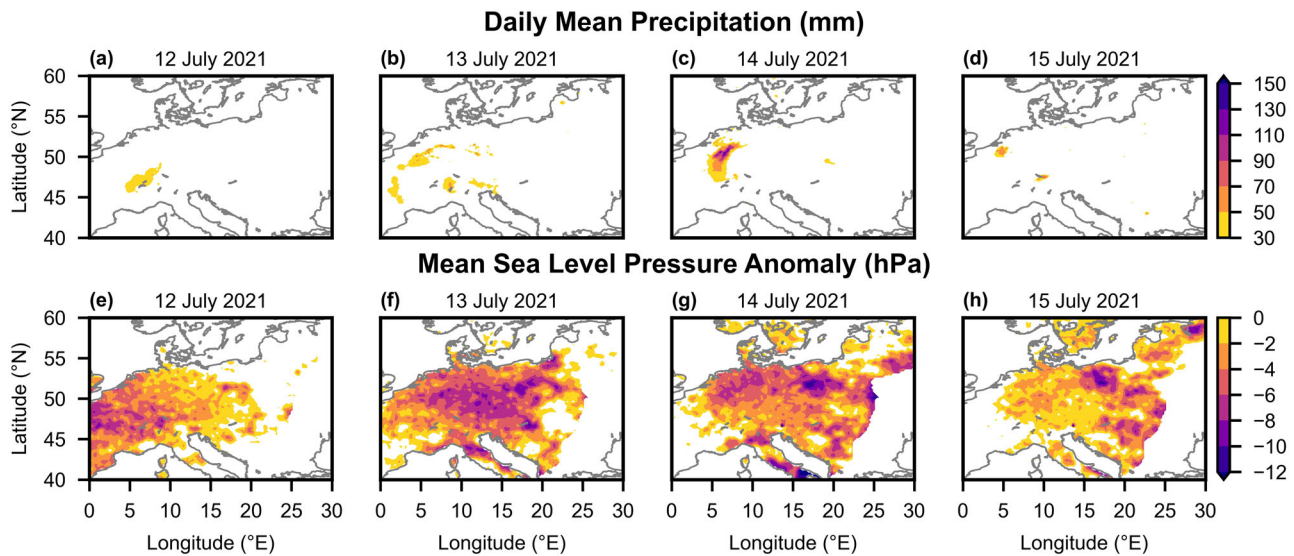 Daily Mean Precipitation (mm)
(a) 12 July 2021
(b) 13 July 2021
(c) 14 July 2021
(d) 15 July 2021
60
55
50
45
40
Latitude (°N)
150
130
110
90
70
50
30
Mean Sea Level Pressure Anomaly (hPa)
(e) 12 July 2021
(f) 13 July 2021
(g) 14 July 2021
(h) 15 July 2021
60
55
50
45
40
Latitude (°N)
0
−2
−4
−6
−8
−10
−12
0 5 10 15 20 25 30
0 5 10 15 20 25 30
0 5 10 15 20 25 30
0 5 10 15 20 25 30
Longitude (°E)
Longitude (°E)
Longitude (°E)
Longitude (°E)